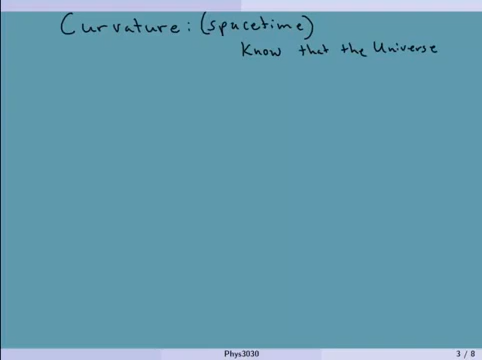 Curvature: (spacetime)
Know that the Universe
Phys3030
3 / 8